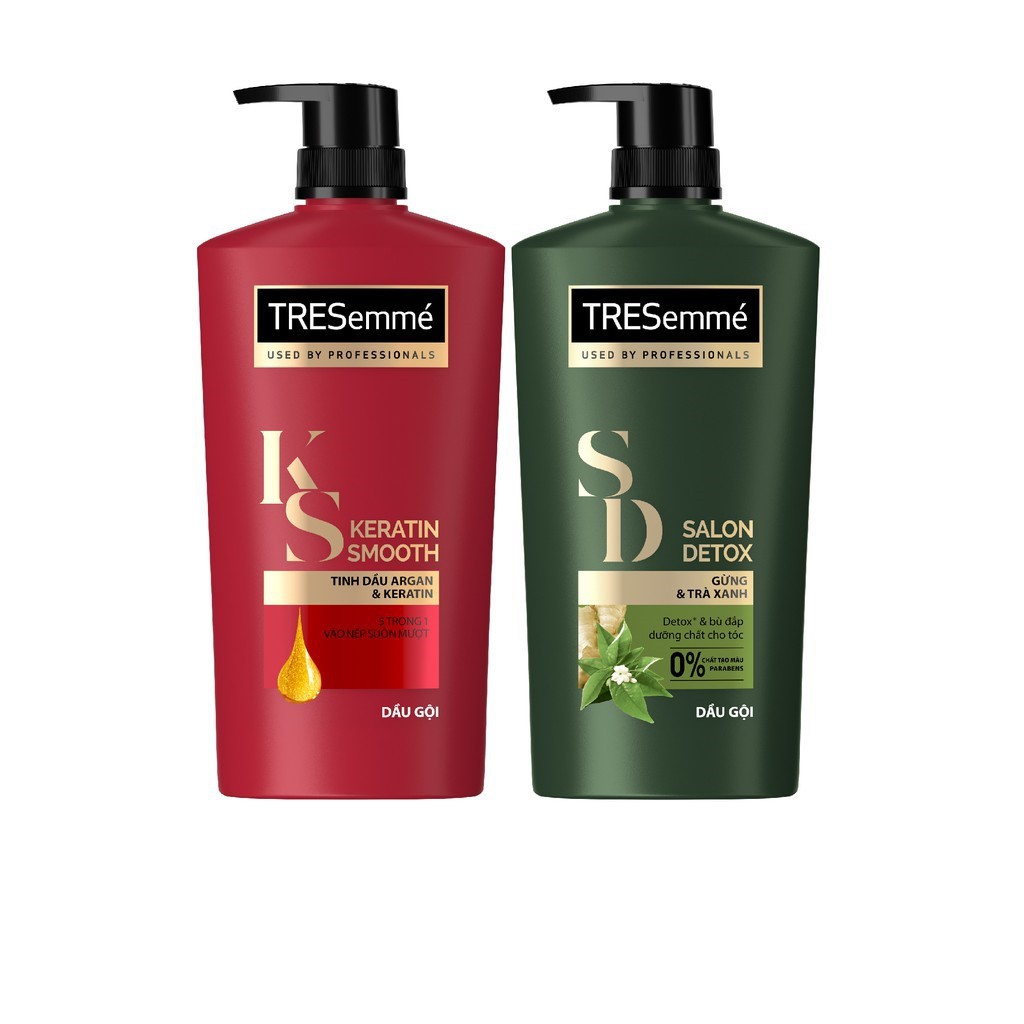 TRESemmé
USED BY PROFESSIONALS
KS
KERATIN
SMOOTH
TINH DẦU ARGAN
& KERATIN
5 TRONG 1
VÀO NẾP SUÔN MƯỢT
DẦU GỘI
TRESemmé
USED BY PROFESSIONALS
SD
SALON
DETOX
GỪNG
& TRÀ XANH
Detox* & bù đắp
dưỡng chất cho tóc
0% CHẤT TẠO MÀU
PARABENS
DẦU GỘI